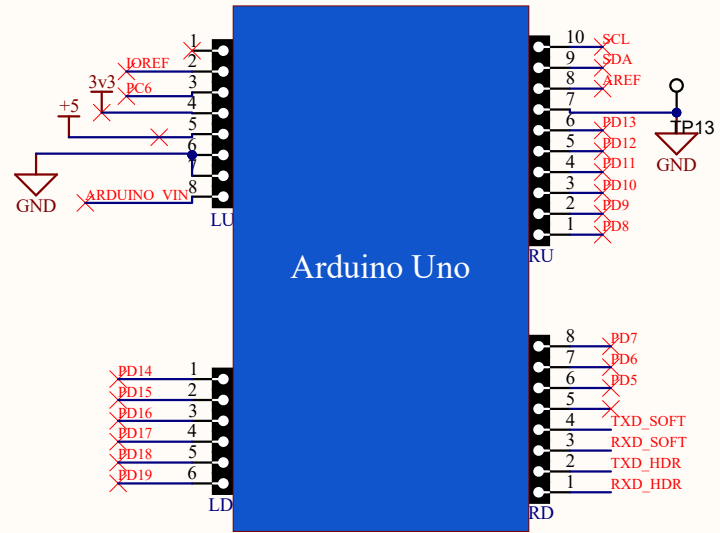 1
IOREF 2
PC6 3
3v3 4
+5 5
6
7
GND
ARDUINO_VIN 8
LU
Arduino Uno
10 SCL
9 SDA
8 AREF
7
TP13
GND
6 PD13
5 PD12
4 PD11
3 PD10
2 PD9
1 PD8
RU
PD14 1
PD15 2
PD16 3
PD17 4
PD18 5
PD19 6
LD
8 PD7
7 PD6
6 PD5
5
4 TXD_SOFT
3 RXD_SOFT
2 TXD_HDR
1 RXD_HDR
RD